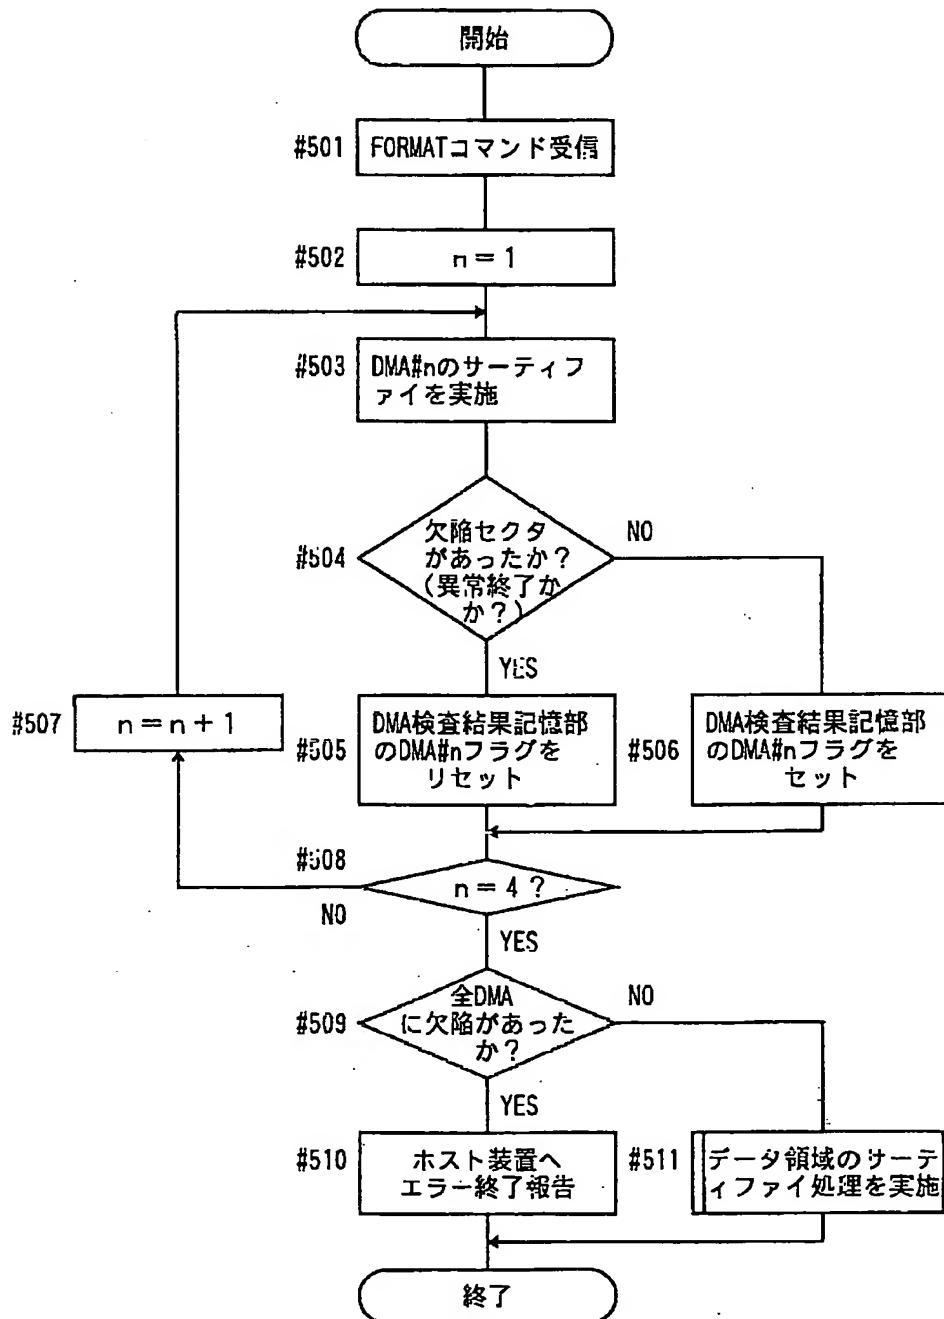 開始
#501
FORMATコマンド受信
#502
n=1
#503
DMA#nのサーティフ
ァイを実施
#504
欠陥セクタ
があったか?
(異常終了か
か?)
NO
YES
#507
n=n+1
#505
DMA検査結果記憶部
のDMA#nフラグを
リセット
#506
DMA検査結果記憶部
のDMA#nフラグを
セット
#508
n=4?
NO
YES
#509
全DMA
に欠陥があった
か?
NO
YES
#510
ホスト装置へ
エラー終了報告
#511
データ領域のサーテ
ィファイ処理を実施
終了